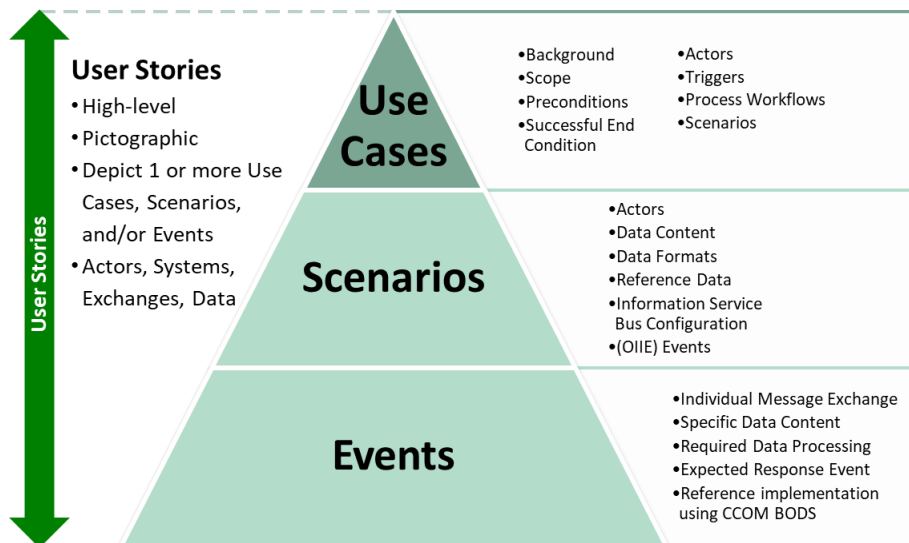 User Stories
User Stories
•High-level
•Pictographic
•Depict 1 or more Use
Cases, Scenarios,
and/or Events
•Actors, Systems,
Exchanges, Data
Use
Cases
•Background
•Scope
•Preconditions
•Successful End
Condition
•Actors
•Triggers
•Process Workflows
•Scenarios
Scenarios
•Actors
•Data Content
•Data Formats
•Reference Data
•Information Service
Bus Configuration
•(OIIE) Events
Events
•Individual Message Exchange
•Specific Data Content
•Required Data Processing
•Expected Response Event
•Reference implementation
using CCOM BODS